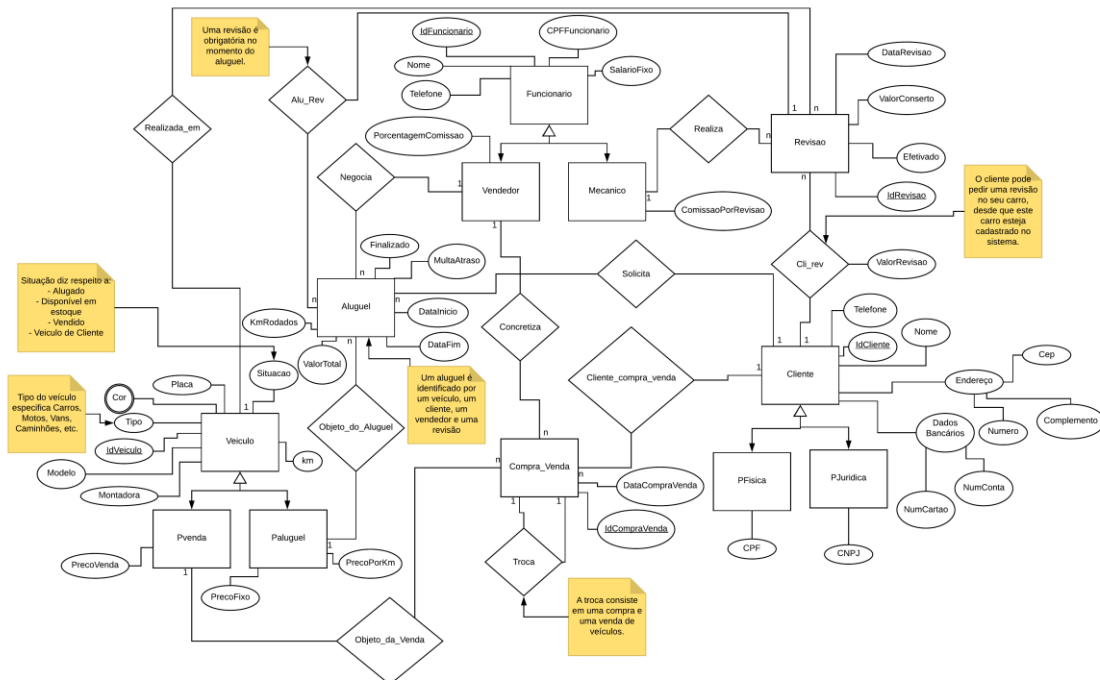 Uma revisão é
obrigatória no
momento do
aluguel.
IdFuncionario
CPFFuncionario
Nome
SalarioFixo
Telefone
Funcionario
DataRevisao
ValorConserto
Alu_Rev
1
n
Realizada_em
PorcentagemComissao
Realiza
n
Revisao
Efetivado
n
IdRevisao
O cliente pode
pedir uma revisão
no seu carro,
desde que este
carro esteja
cadastrado no
sistema.
Negocia
1
Vendedor
1
Mecanico
1
ComissaoPorRevisao
Finalizado
MultaAtraso
Solicita
Cli_rev
ValorRevisao
Situação diz respeito a:
- Alugado
- Disponível em
estoque
- Vendido
- Veiculo de Cliente
n
n
n
Aluguel
n
DataInicio
KmRodados
DataFim
ValorTotal
Concretiza
Telefone
Nome
IdCliente
1
1
Cliente
1
Cep
Endereço
Complemento
Numero
Situacao
Placa
Cor
Tipo
Tipo do veículo
especifica Carros,
Motos, Vans,
Caminhões, etc.
Um aluguel é
identificado por
um veículo, um
cliente, um
vendedor e uma
revisão
Cliente_compra_venda
Objeto_do_Aluguel
1
Veiculo
IdVeiculo
km
Modelo
Montadora
Dados
Bancários
NumConta
NumCartao
n
n
Compra_Venda
n
DataCompraVenda
1
1
IdCompraVenda
PFisica
PJuridica
CPF
CNPJ
Pvenda
1
Paluguel
1
PrecoVenda
PrecoPorKm
PrecoFixo
Troca
A troca consiste
em uma compra e
uma venda de
veículos.
Objeto_da_Venda